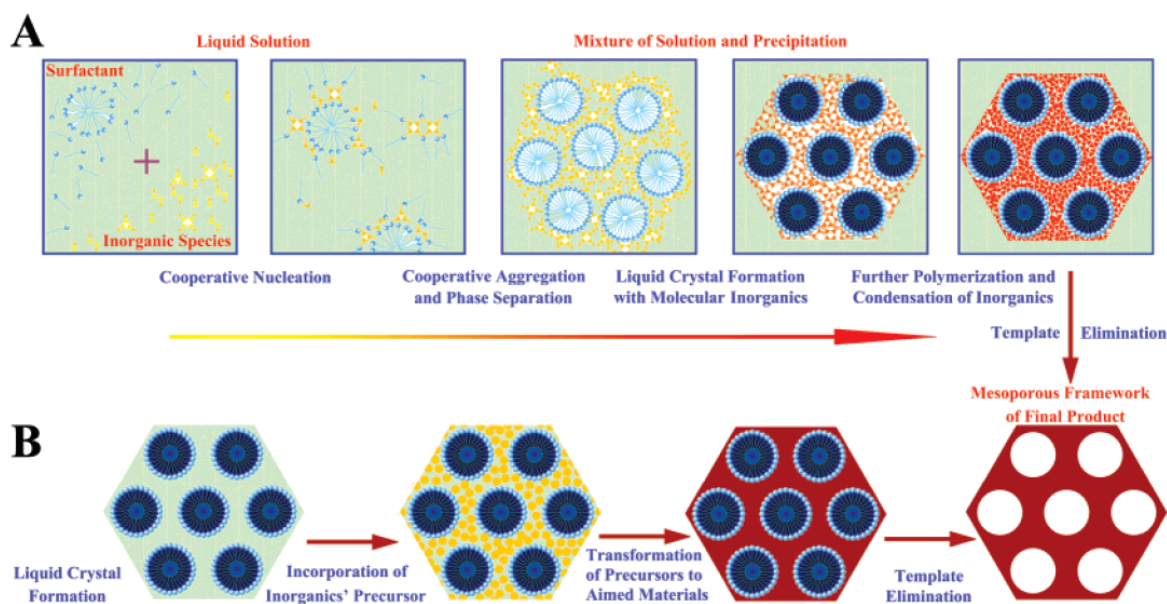 A
Liquid Solution
Mixture of Solution and Precipitation
Surfactant
Inorganic Species
Cooperative Nucleation
Cooperative Aggregation
and Phase Separation
Liquid Crystal Formation
with Molecular Inorganics
Further Polymerization and
Condensation of Inorganics
Template Elimination
Mesoporous Framework
of Final Product
B
Liquid Crystal
Formation
Incorporation of
Inorganics' Precursor
Transformation
of Precursors to
Aimed Materials
Template
Elimination